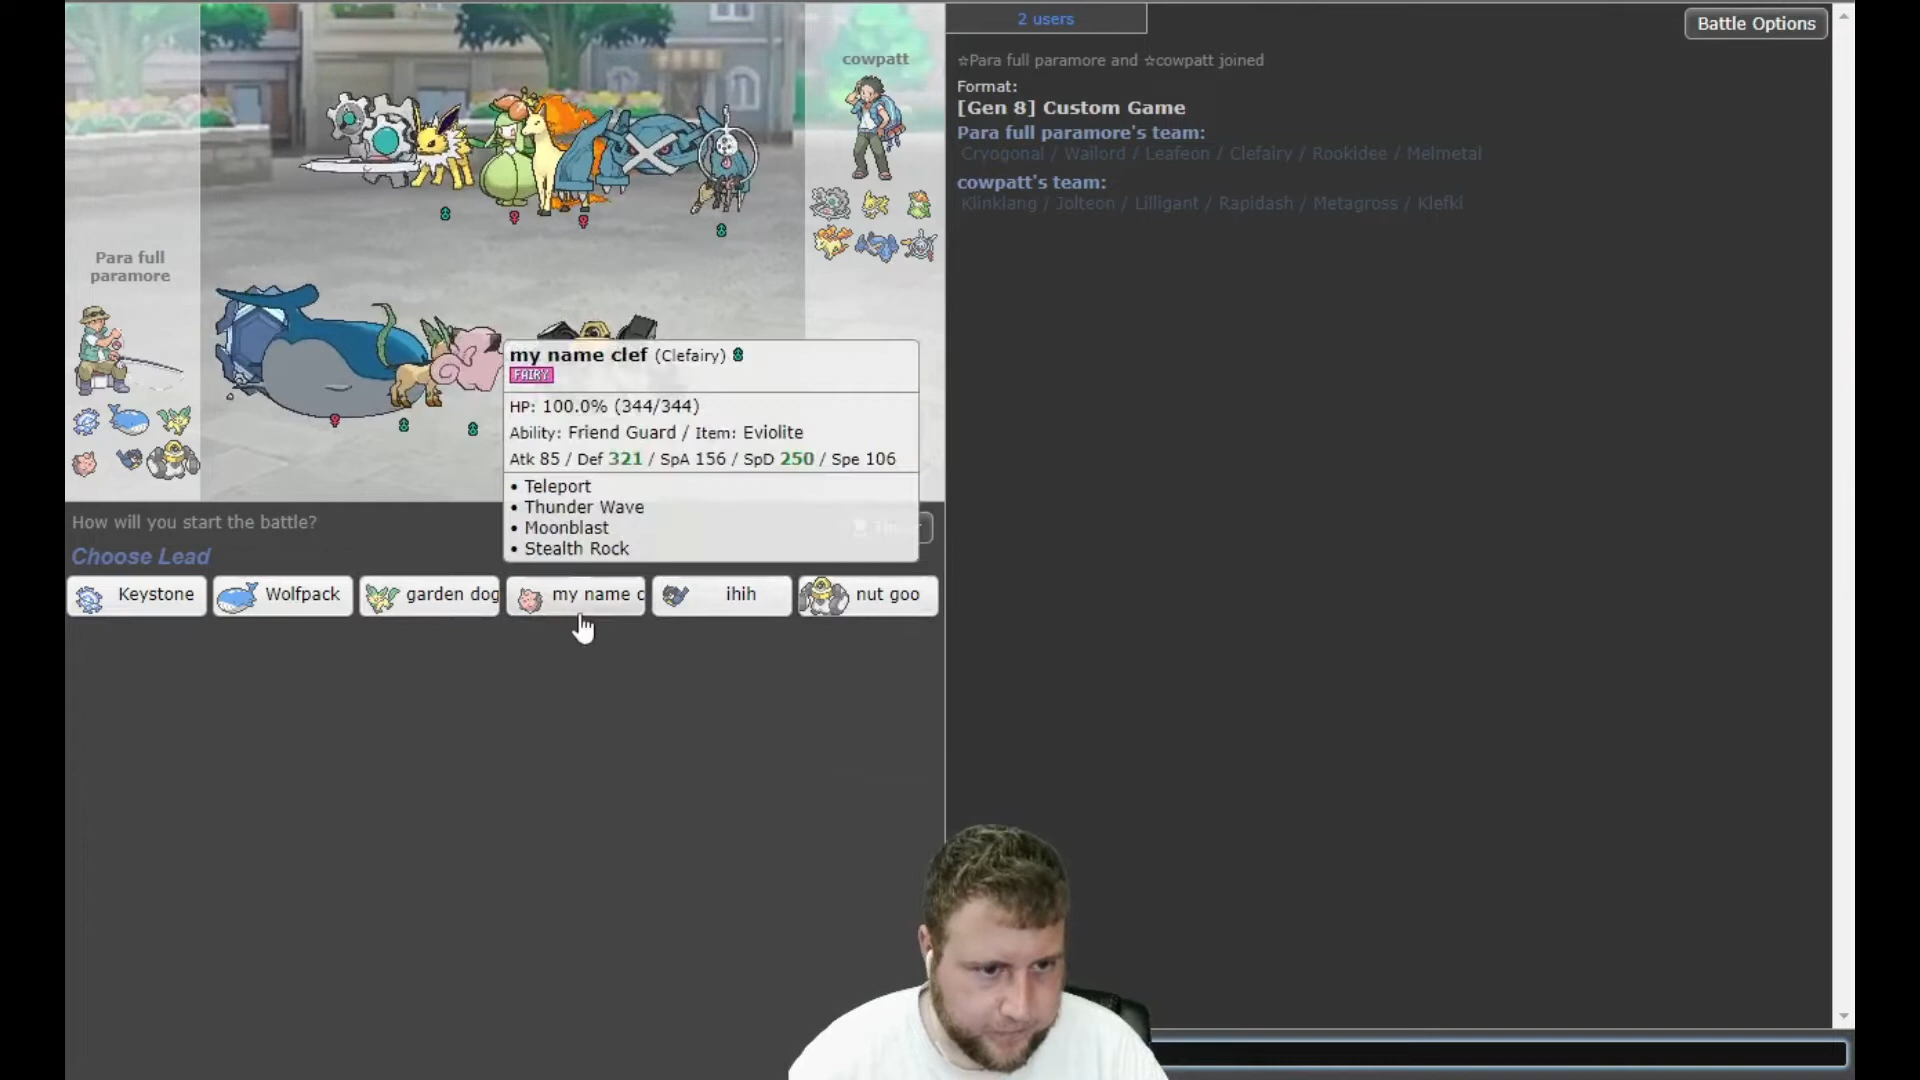 2 users
Battle Options
cowpatt
☆Para full paramore and ☆cowpatt joined
Format:
[Gen 8] Custom Game
Para full paramore's team:
Cryogonal / Wailord / Leafeon / Clefairy / Rookidee / Melmetal
cowpatt's team:
Klinklang / Jolteon / Lilligant / Rapidash / Metagross / Klefki
Para full
paramore
my name clef (Clefairy)
FAIRY
HP: 100.0% (344/344)
Ability: Friend Guard / Item: Eviolite
Atk 85 / Def 321 / SpA 156 / SpD 250 / Spe 106
• Teleport
• Thunder Wave
• Moonblast
• Stealth Rock
How will you start the battle?
Choose Lead
Keystone
Wolfpack
garden dog
my name c
ihih
nut goo